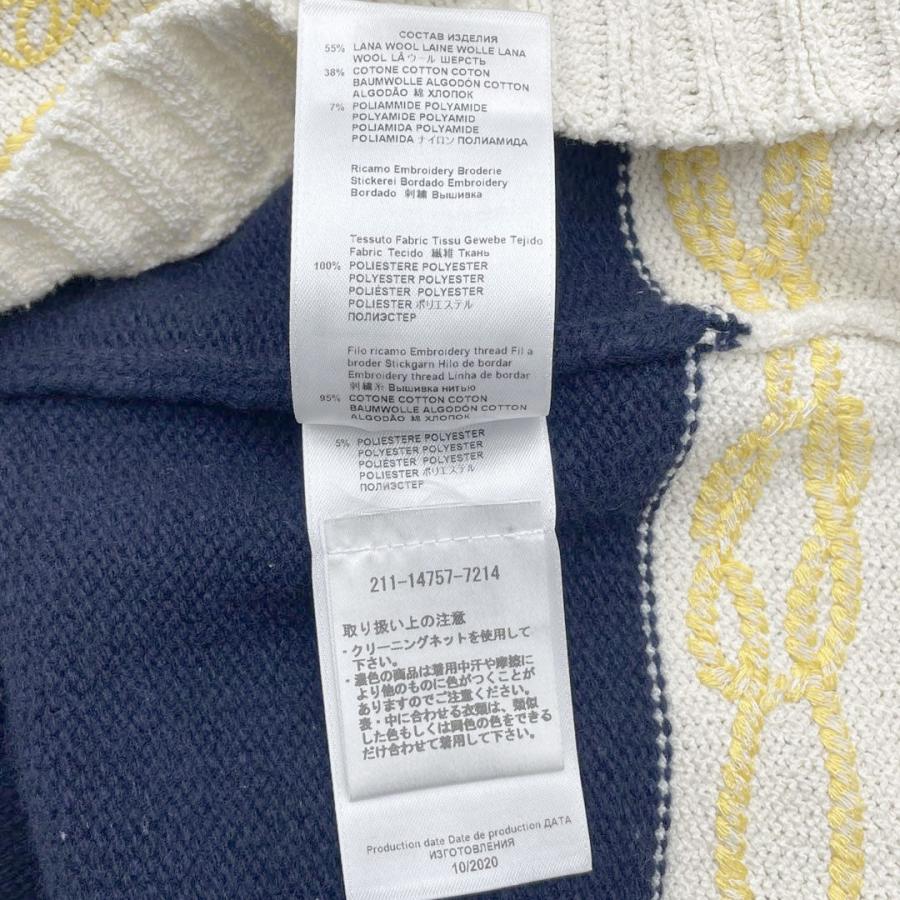 СОСТАВ ИЗДЕЛИЯ
55% LANA WOOL LAINE WOLLE LANA
WOOL LÃ ウール ШЕРСТЬ
38% COTONE COTTON COTON
BAUMWOLLE ALGODÓN COTTON
ALGODÃO 綿 ХЛОПОК
7% POLIAMMIDE POLYAMIDE
POLYAMIDE POLYAMID
POLIAMIDA POLYAMIDE
POLIAMIDA ナイロン ПОЛИАМИДА
Ricamo Embroidery Broderie
Stickerei Bordado Embroidery
Bordado 刺繍 Вышивка
Tessuto Fabric Tissu Gewebe Tejido
Fabric Tecido 繊維 Ткань
100% POLIESTERE POLYESTER
POLYESTER POLYESTER
POLIÉSTER POLYESTER
POLIESTER ポリエステル
ПОЛИЭСТЕР
Filo ricamo Embroidery thread Fil a
broder Stickgarn Hilo de bordar
Embroidery thread Linha de bordar
刺繍糸 Вышивка нитью
95% COTONE COTTON COTON
BAUMWOLLE ALGODÓN COTTON
ALGODÃO 綿 ХЛОПОК
5% POLIESTERE POLYESTER
POLYESTER POLYESTER
POLIÉSTER POLYESTER
POLIESTER ポリエステル
ПОЛИЭСТЕР
211-14757-7214
取り扱い上の注意
・クリーニングネットを使用して
下さい。
・濃色の商品は着用中汗や摩擦に
より他のものに色がつくことが
ありますのでご注意ください。
表・中に合わせる衣類は、類似
した色もしくは同色の色をできる
だけ合わせて着用して下さい。
Production date Date de production ДАТА
ИЗГОТОВЛЕНИЯ
10/2020